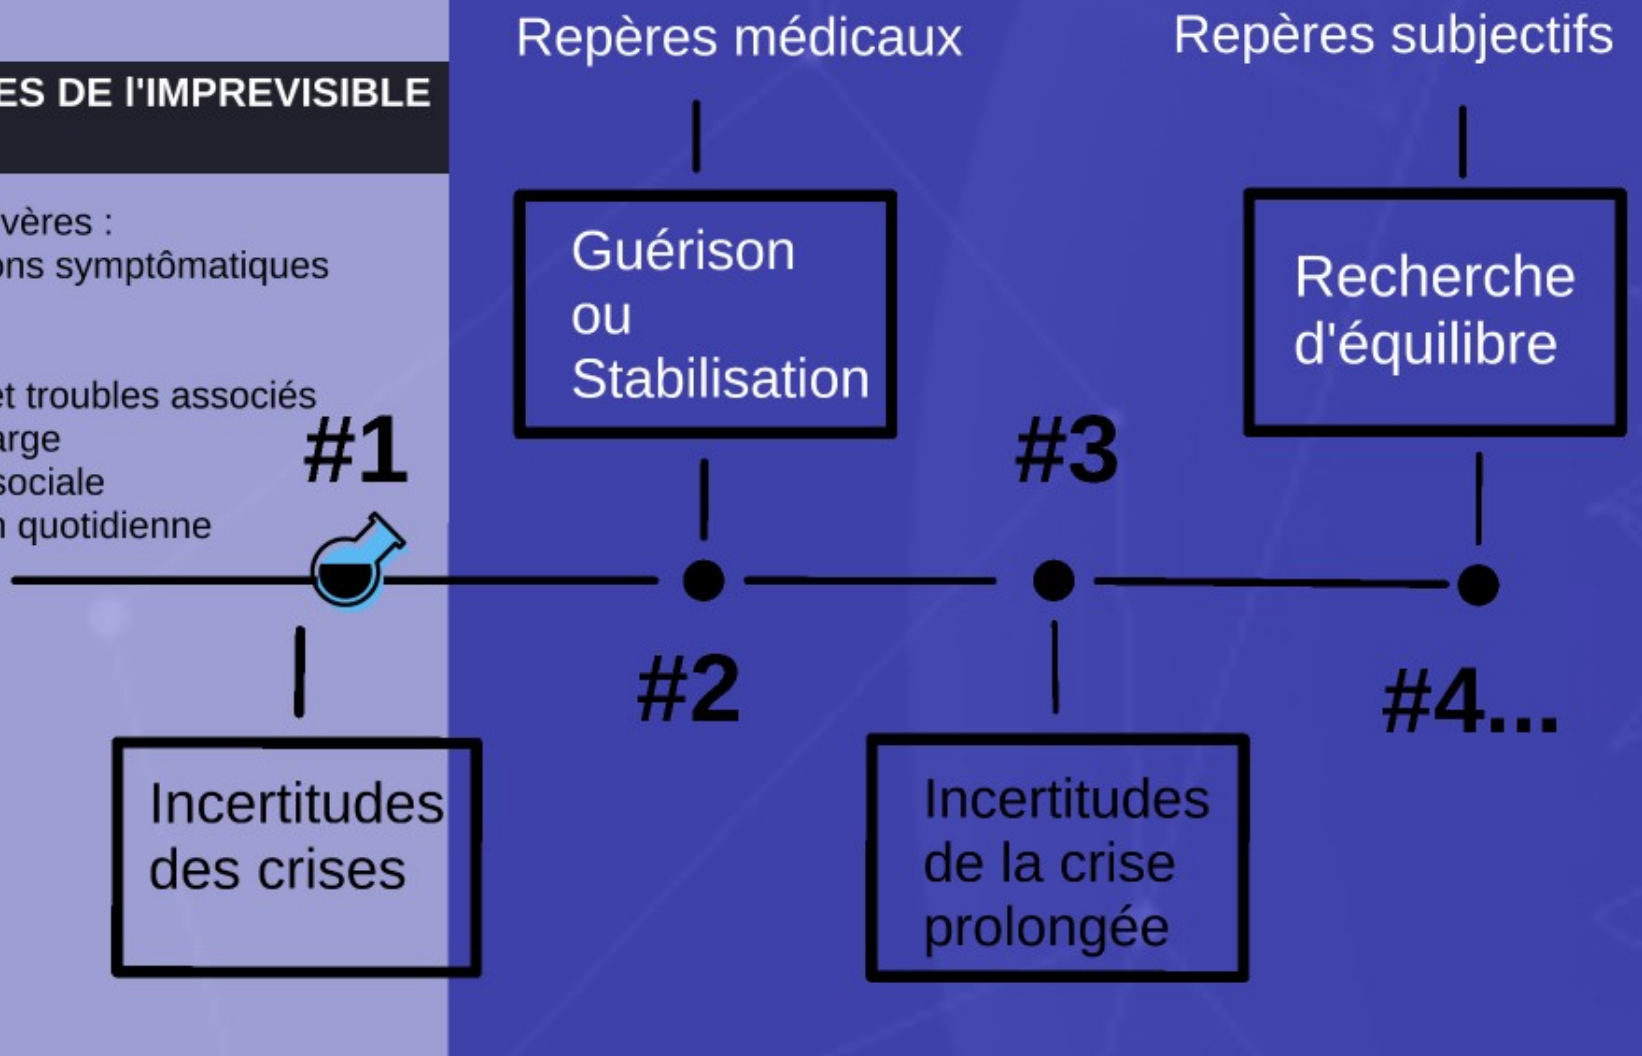 Repères médicaux
Repères subjectifs
ES DE l'IMPREVISIBLE
vères :
ons symptômatiques
et troubles associés
arge
sociale
n quotidienne
#1
Guérison
ou
Stabilisation
#3
Recherche
d'équilibre
#2
#4...
Incertitudes
des crises
Incertitudes
de la crise
prolongée